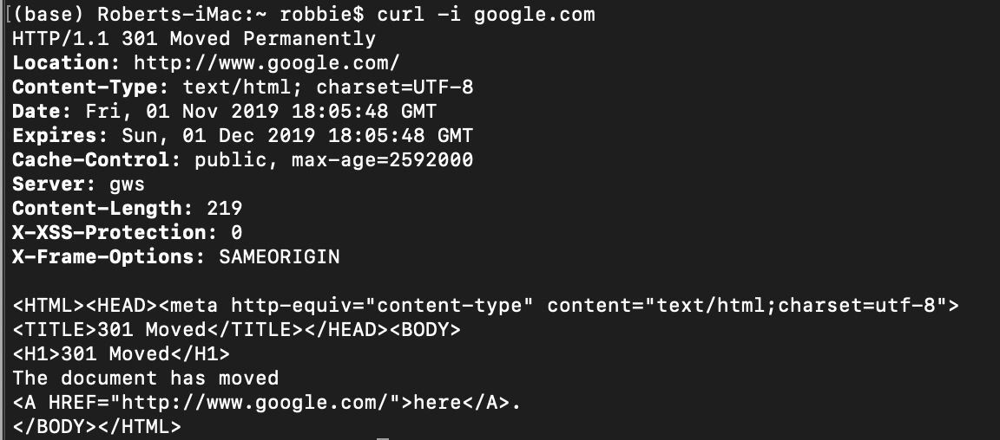 [(base) Roberts-iMac:~ robbie$ curl -i google.com
HTTP/1.1 301 Moved Permanently
Location: http://www.google.com/
Content-Type: text/html; charset=UTF-8
Date: Fri, 01 Nov 2019 18:05:48 GMT
Expires: Sun, 01 Dec 2019 18:05:48 GMT
Cache-Control: public, max-age=2592000
Server: gws
Content-Length: 219
X-XSS-Protection: 0
X-Frame-Options: SAMEORIGIN

<HTML><HEAD><meta http-equiv="content-type" content="text/html;charset=utf-8">
<TITLE>301 Moved</TITLE></HEAD><BODY>
<H1>301 Moved</H1>
The document has moved
<A HREF="http://www.google.com/">here</A>.
</BODY></HTML>